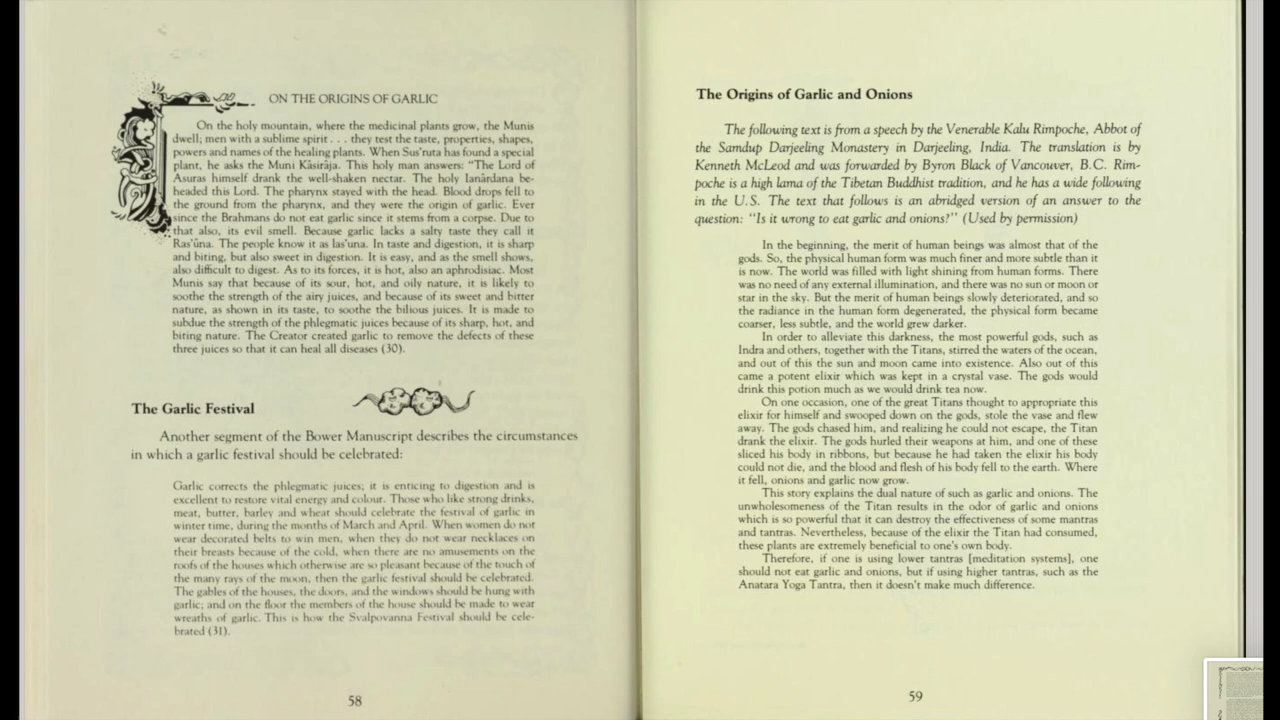 ON THE ORIGINS OF GARLIC
On the holy mountain, where the medicinal plants grow, the Munis
dwell; men with a sublime spirit . . . they test the taste, properties, shapes,
powers and names of the healing plants. When Sus'ruta has found a special
plant, he asks the Muni Kâsirâja. This holy man answers: "The Lord of
Asuras himself drank the well-shaken nectar. The holy Ianârdana be-
headed this Lord. The pharynx stayed with the head. Blood drops fell to
the ground from the pharynx, and they were the origin of garlic. Ever
since the Brahmans do not eat garlic since it stems from a corpse. Due to
that also, its evil smell. Because garlic lacks a salty taste they call it
Ras'ûna. The people know it as las'una. In taste and digestion, it is sharp
and biting, but also sweet in digestion. It is easy, and as the smell shows,
also difficult to digest. As to its forces, it is hot, also an aphrodisiac. Most
Munis say that because of its sour, hot, and oily nature, it is likely to
soothe the strength of the airy juices, and because of its sweet and bitter
nature, as shown in its taste, to soothe the bilious juices. It is made to
subdue the strength of the phlegmatic juices because of its sharp, hot, and
biting nature. The Creator created garlic to remove the defects of these
three juices so that it can heal all diseases (30).
The Garlic Festival
Another segment of the Bower Manuscript describes the circumstances
in which a garlic festival should be celebrated:
Garlic corrects the phlegmatic juices; it is enticing to digestion and is
excellent to restore vital energy and colour. Those who like strong drinks,
meat, butter, barley and wheat should celebrate the festival of garlic in
winter time, during the months of March and April. When women do not
wear decorated belts to win men, when they do not wear necklaces on
their breasts because of the cold, when there are no amusements on the
roofs of the houses which otherwise are so pleasant because of the touch of
the many rays of the moon, then the garlic festival should be celebrated.
The gables of the houses, the doors, and the windows should be hung with
garlic; and on the floor the members of the house should be made to wear
wreaths of garlic. This is how the Svalpovanna Festival should be cele-
brated (31).
58
The Origins of Garlic and Onions
The following text is from a speech by the Venerable Kalu Rimpoche, Abbot of
the Samdup Darjeeling Monastery in Darjeeling, India. The translation is by
Kenneth McLeod and was forwarded by Byron Black of Vancouver, B.C. Rim-
poche is a high lama of the Tibetan Buddhist tradition, and he has a wide following
in the U.S. The text that follows is an abridged version of an answer to the
question: "Is it wrong to eat garlic and onions?" (Used by permission)
In the beginning, the merit of human beings was almost that of the
gods. So, the physical human form was much finer and more subtle than it
is now. The world was filled with light shining from human forms. There
was no need of any external illumination, and there was no sun or moon or
star in the sky. But the merit of human beings slowly deteriorated, and so
the radiance in the human form degenerated, the physical form became
coarser, less subtle, and the world grew darker.
In order to alleviate this darkness, the most powerful gods, such as
Indra and others, together with the Titans, stirred the waters of the ocean,
and out of this the sun and moon came into existence. Also out of this
came a potent elixir which was kept in a crystal vase. The gods would
drink this potion much as we would drink tea now.
On one occasion, one of the great Titans thought to appropriate this
elixir for himself and swooped down on the gods, stole the vase and flew
away. The gods chased him, and realizing he could not escape, the Titan
drank the elixir. The gods hurled their weapons at him, and one of these
sliced his body in ribbons, but because he had taken the elixir his body
could not die, and the blood and flesh of his body fell to the earth. Where
it fell, onions and garlic now grow.
This story explains the dual nature of such as garlic and onions. The
unwholesomeness of the Titan results in the odor of garlic and onions
which is so powerful that it can destroy the effectiveness of some mantras
and tantras. Nevertheless, because of the elixir the Titan had consumed,
these plants are extremely beneficial to one's own body.
Therefore, if one is using lower tantras [meditation systems], one
should not eat garlic and onions, but if using higher tantras, such as the
Anatara Yoga Tantra, then it doesn't make much difference.
59